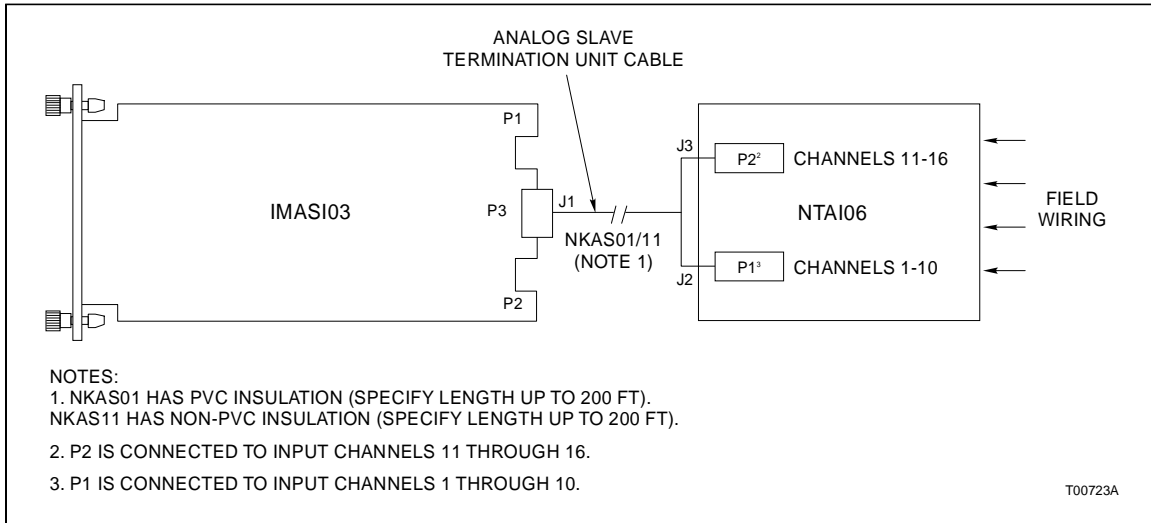 ANALOG SLAVE
TERMINATION UNIT CABLE
P1
IMASI03
P3
J1
NKAS01/11
(NOTE 1)
P2
J3
P2²
CHANNELS 11-16
NTAI06
J2
P1³
CHANNELS 1-10
FIELD
WIRING
NOTES:
1. NKAS01 HAS PVC INSULATION (SPECIFY LENGTH UP TO 200 FT).
NKAS11 HAS NON-PVC INSULATION (SPECIFY LENGTH UP TO 200 FT).
2. P2 IS CONNECTED TO INPUT CHANNELS 11 THROUGH 16.
3. P1 IS CONNECTED TO INPUT CHANNELS 1 THROUGH 10.
T00723A